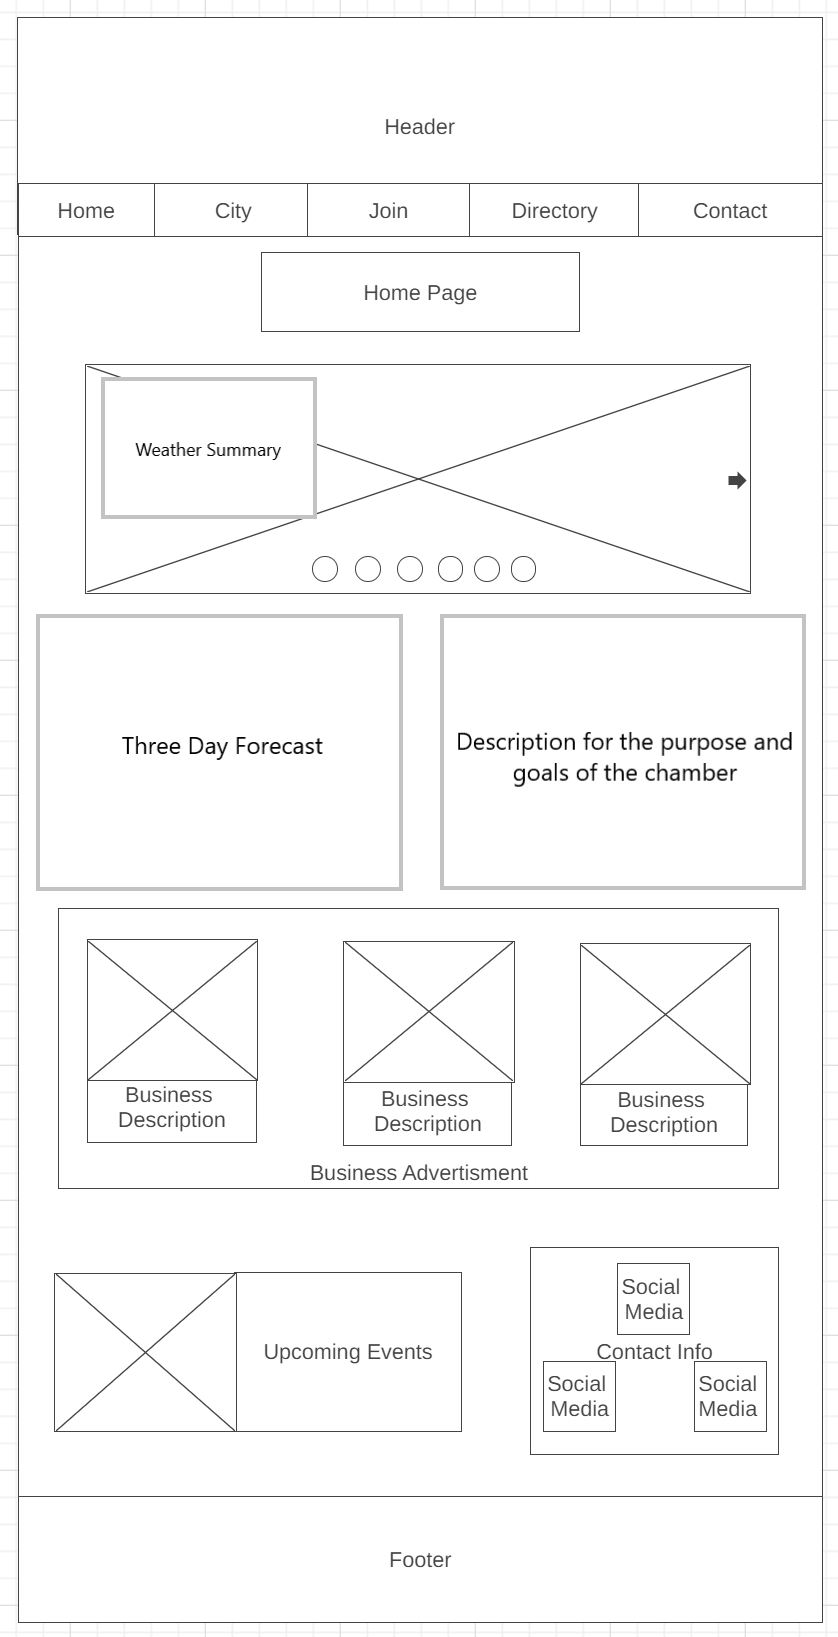 Header
Home
City
Join
Directory
Contact
Home Page
Weather Summary
Three Day Forecast
Description for the purpose and
goals of the chamber
Business
Description
Business
Description
Business
Description
Business Advertisment
Upcoming Events
Social
Media
Contact Info
Social
Media
Social
Media
Footer